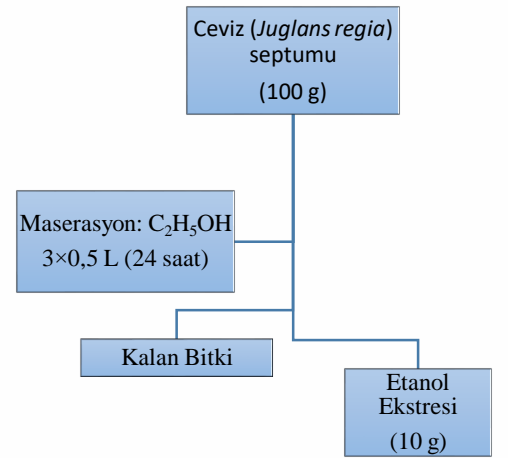 Ceviz (Juglans regia)
septumu
(100 g)
Maserasyon: C₂H₅OH
3×0,5 L (24 saat)
Kalan Bitki
Etanol
Ekstresi
(10 g)